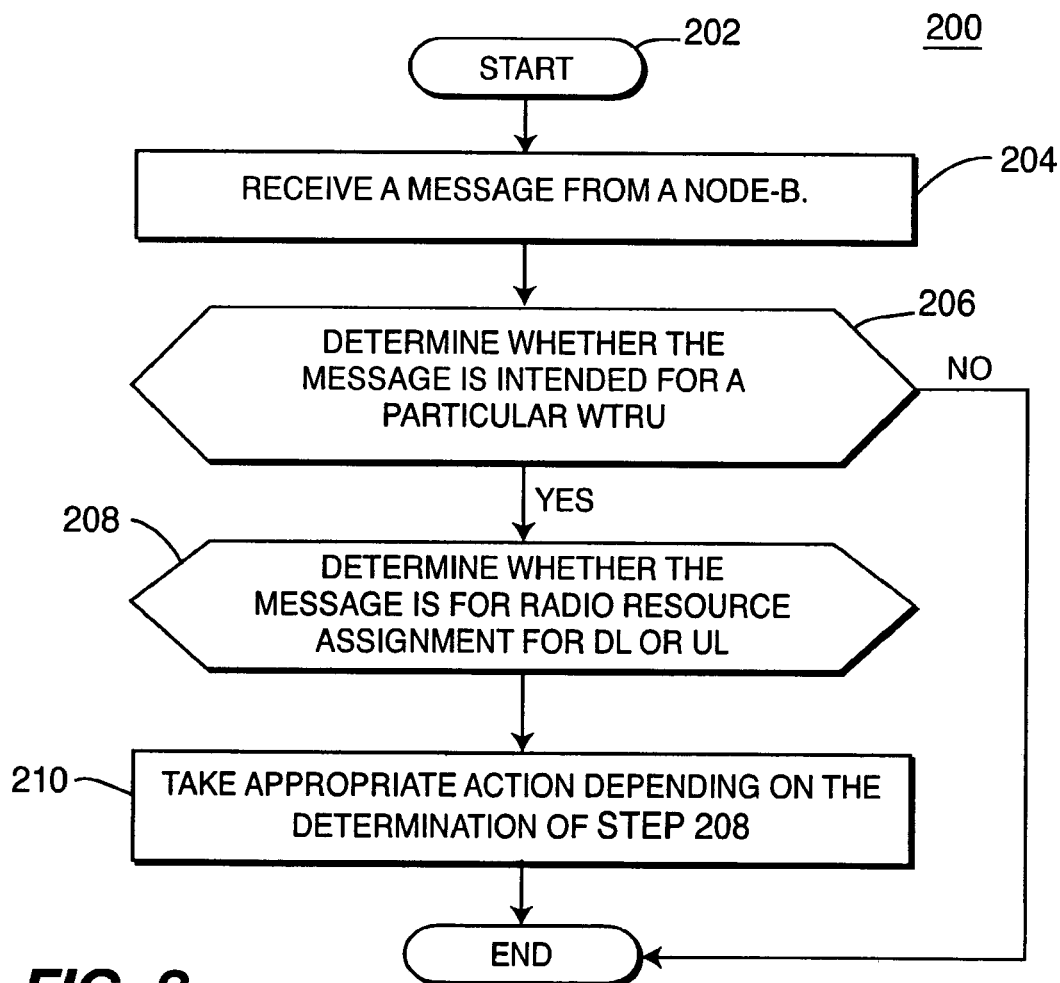 200
202
START
204
RECEIVE A MESSAGE FROM A NODE-B.
206
DETERMINE WHETHER THE
MESSAGE IS INTENDED FOR A
PARTICULAR WTRU
NO
YES
208
DETERMINE WHETHER THE
MESSAGE IS FOR RADIO RESOURCE
ASSIGNMENT FOR DL OR UL
210
TAKE APPROPRIATE ACTION DEPENDING ON THE
DETERMINATION OF STEP 208
END
FIG.